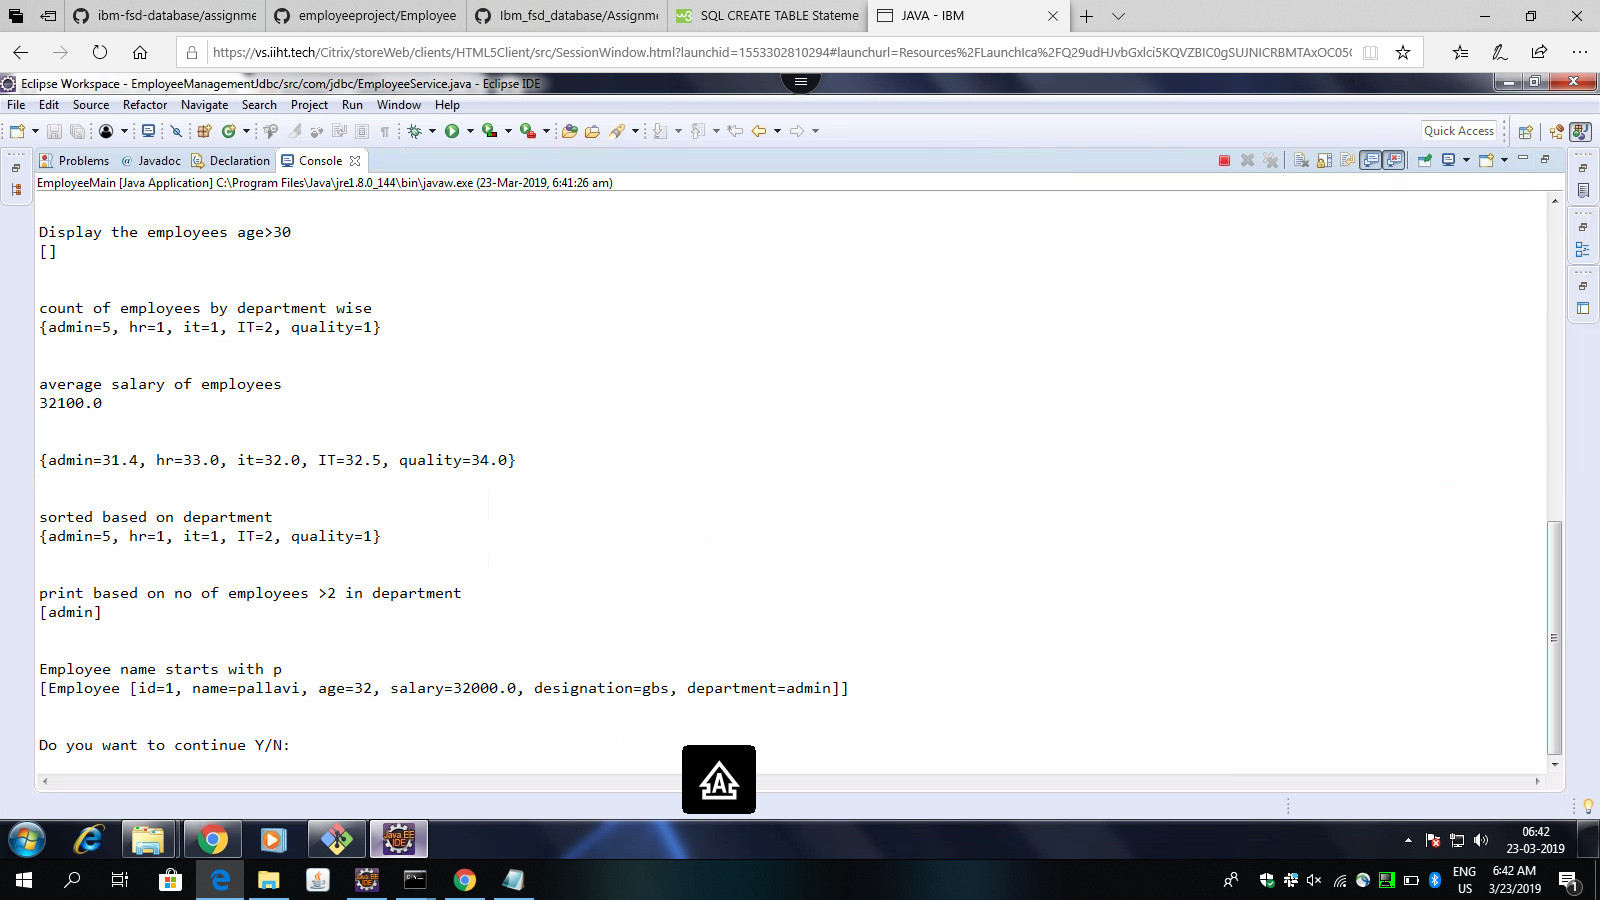 ibm-fsd-database/assignme
employeeproject/Employee
Ibm_fsd_database/Assignm
SQL CREATE TABLE Stateme
JAVA - IBM
https://vs.iiht.tech/Citrix/storeWeb/clients/HTML5Client/src/SessionWindow.html?launchid=1553302810294#launchurl=Resources%2FLaunchIca%2FQ29udHJvbGxlci5KQVZBIC0gSUJNICRBMTAxOC05C
Eclipse Workspace - EmployeeManagementJdbc/src/com/jdbc/EmployeeService.java - Eclipse IDE
File Edit Source Refactor Navigate Search Project Run Window Help
Quick Access
Problems @ Javadoc Declaration Console
EmployeeMain [Java Application] C:\Program Files\Java\jre1.8.0_144\bin\javaw.exe (23-Mar-2019, 6:41:26 am)
Display the employees age>30
[]
count of employees by department wise
{admin=5, hr=1, it=1, IT=2, quality=1}
average salary of employees
32100.0
{admin=31.4, hr=33.0, it=32.0, IT=32.5, quality=34.0}
sorted based on department
{admin=5, hr=1, it=1, IT=2, quality=1}
print based on no of employees >2 in department
[admin]
Employee name starts with p
[Employee [id=1, name=pallavi, age=32, salary=32000.0, designation=gbs, department=admin]]
Do you want to continue Y/N:
A
Java EE
IDE
06:42
23-03-2019
ENG
US
6:42 AM
3/23/2019
1